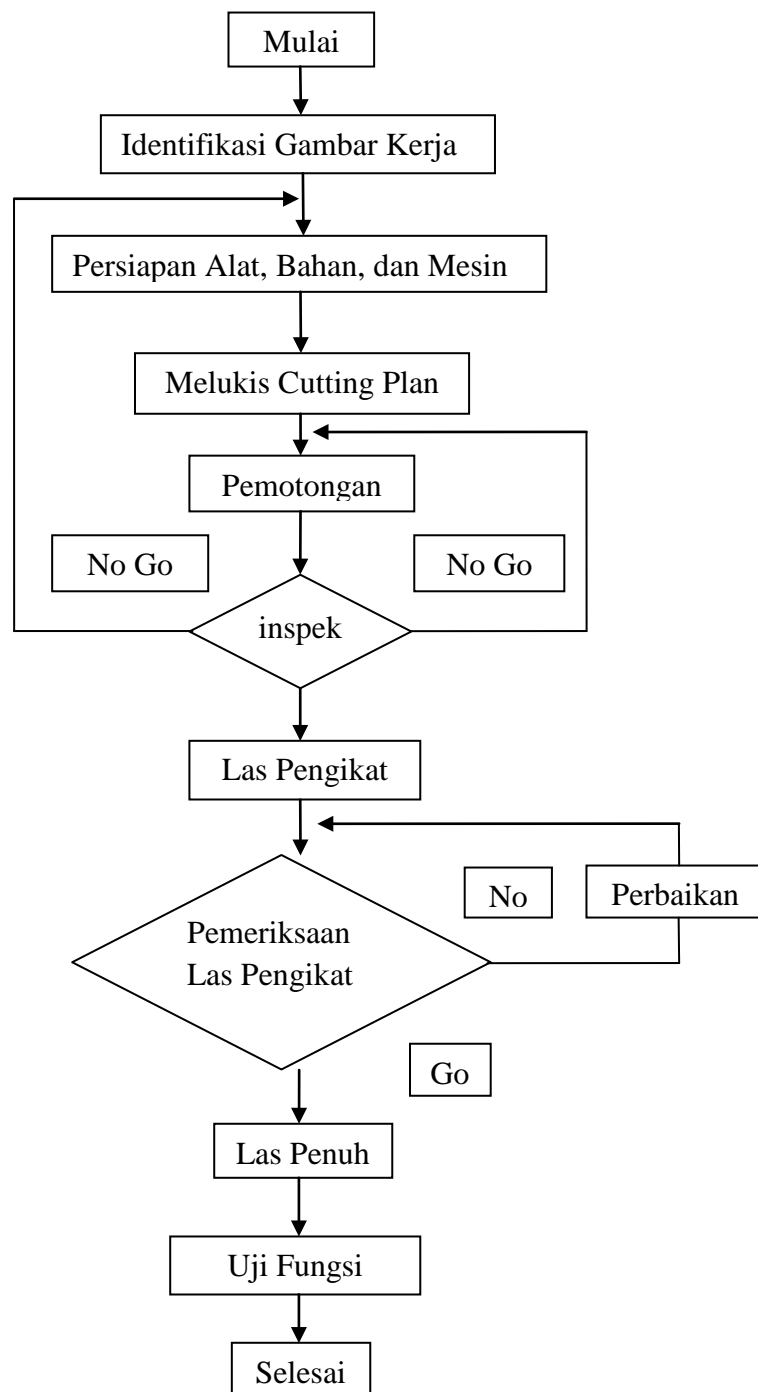 Mulai
Identifikasi Gambar Kerja
Persiapan Alat, Bahan, dan Mesin
Melukis Cutting Plan
Pemotongan
No Go
No Go
inspek
Las Pengikat
No
Perbaikan
Pemeriksaan
Las Pengikat
Go
Las Penuh
Uji Fungsi
Selesai